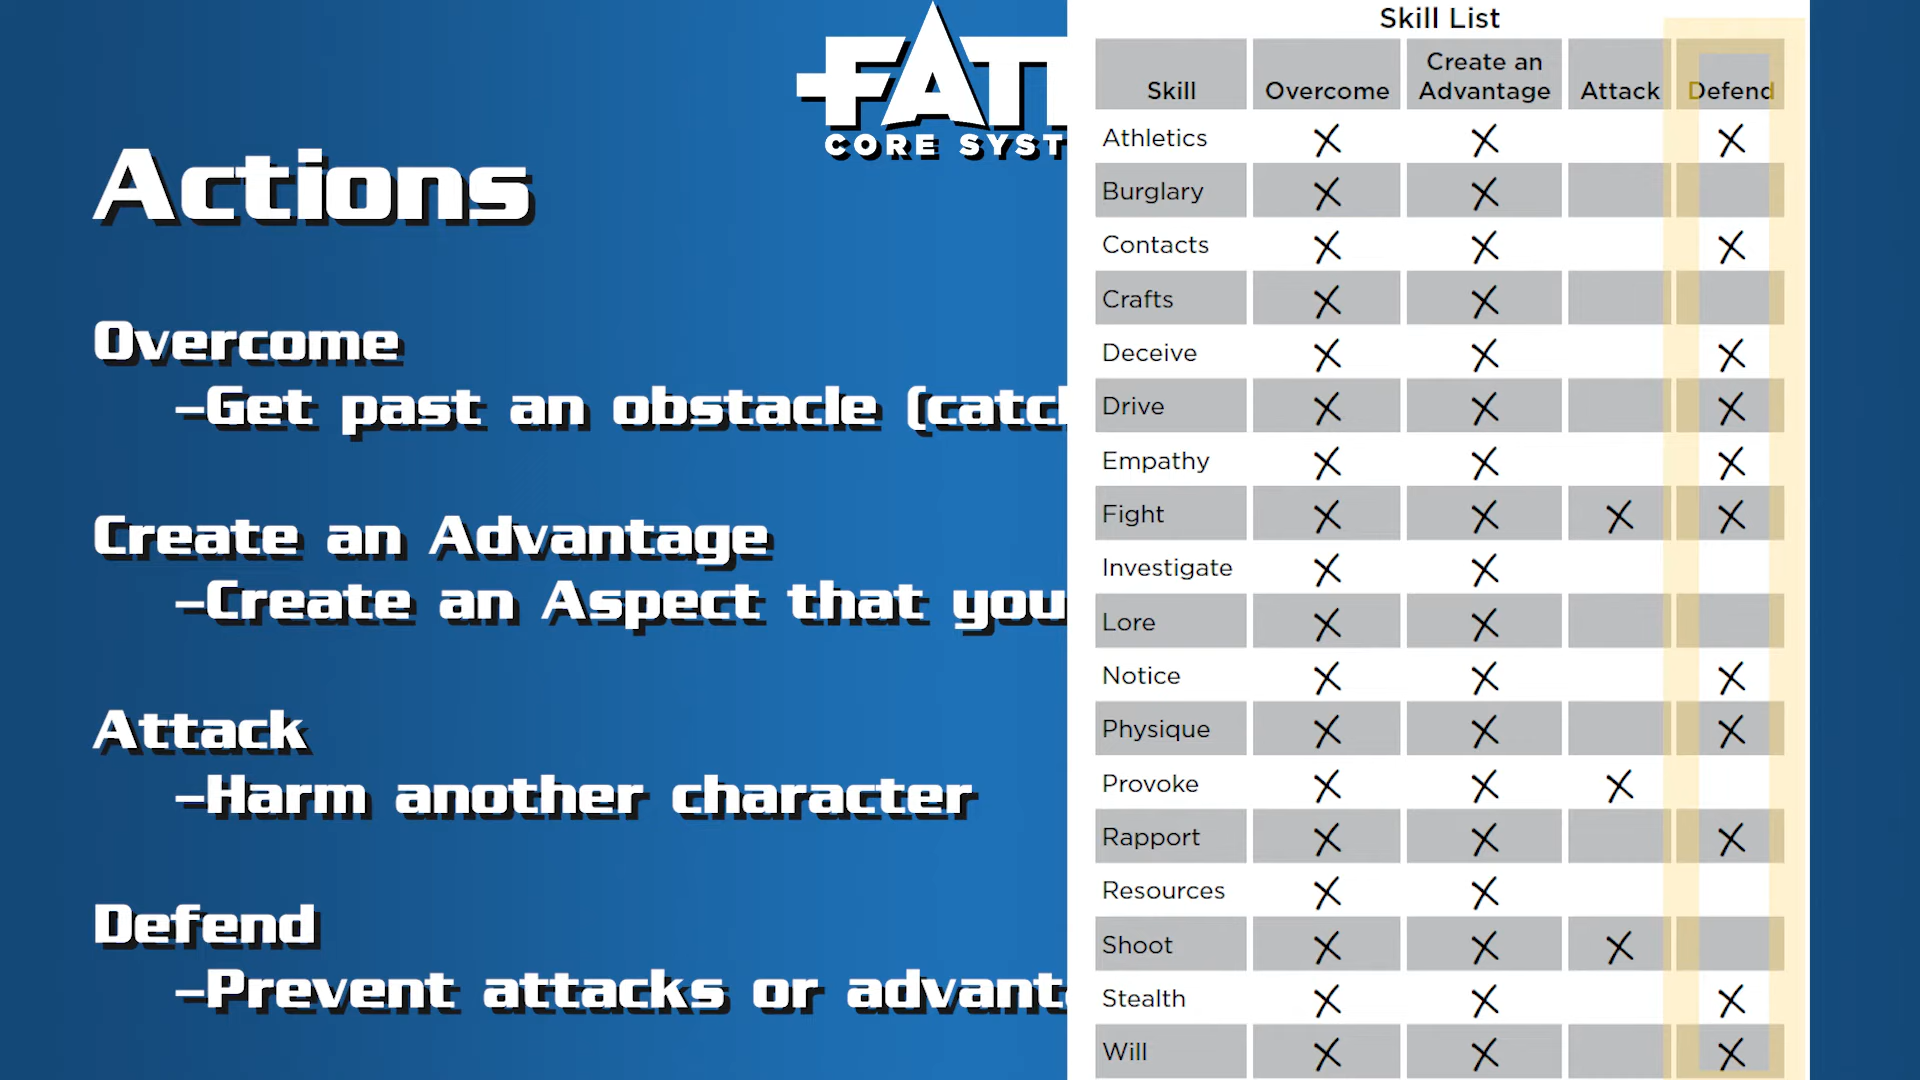 FATE
CORE SYST
Actions
Overcome
-Get past an obstacle (catc
Create an Advantage
-Create an Aspect that you
Attack
-Harm another character
Defend
-Prevent attacks or advant
Skill List
Skill Overcome Create an Advantage Attack Defend
Athletics X X X
Burglary X X
Contacts X X X
Crafts X X
Deceive X X X
Drive X X X
Empathy X X X
Fight X X X X
Investigate X X
Lore X X
Notice X X X
Physique X X X
Provoke X X X
Rapport X X X
Resources X X
Shoot X X X
Stealth X X X
Will X X X